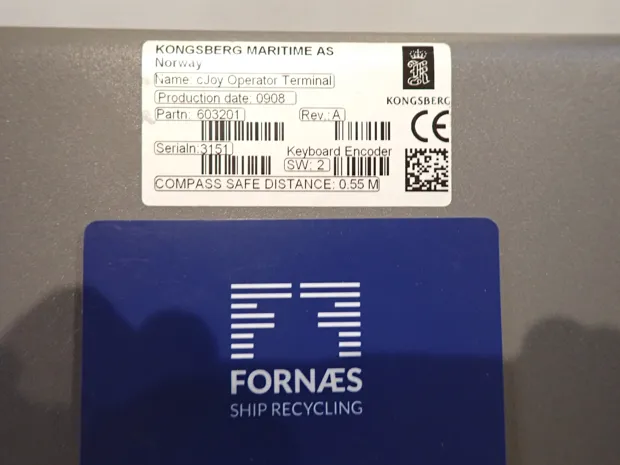 KONGSBERG MARITIME AS
Norway
Name: cJoy Operator Terminal
Production date: 0908
Partn: 603201 Rev.: A
KONGSBERG
Serialn: 3151 Keyboard Encoder
SW: 2
COMPASS SAFE DISTANCE: 0.55 M
CE
FORNÆS
SHIP RECYCLING